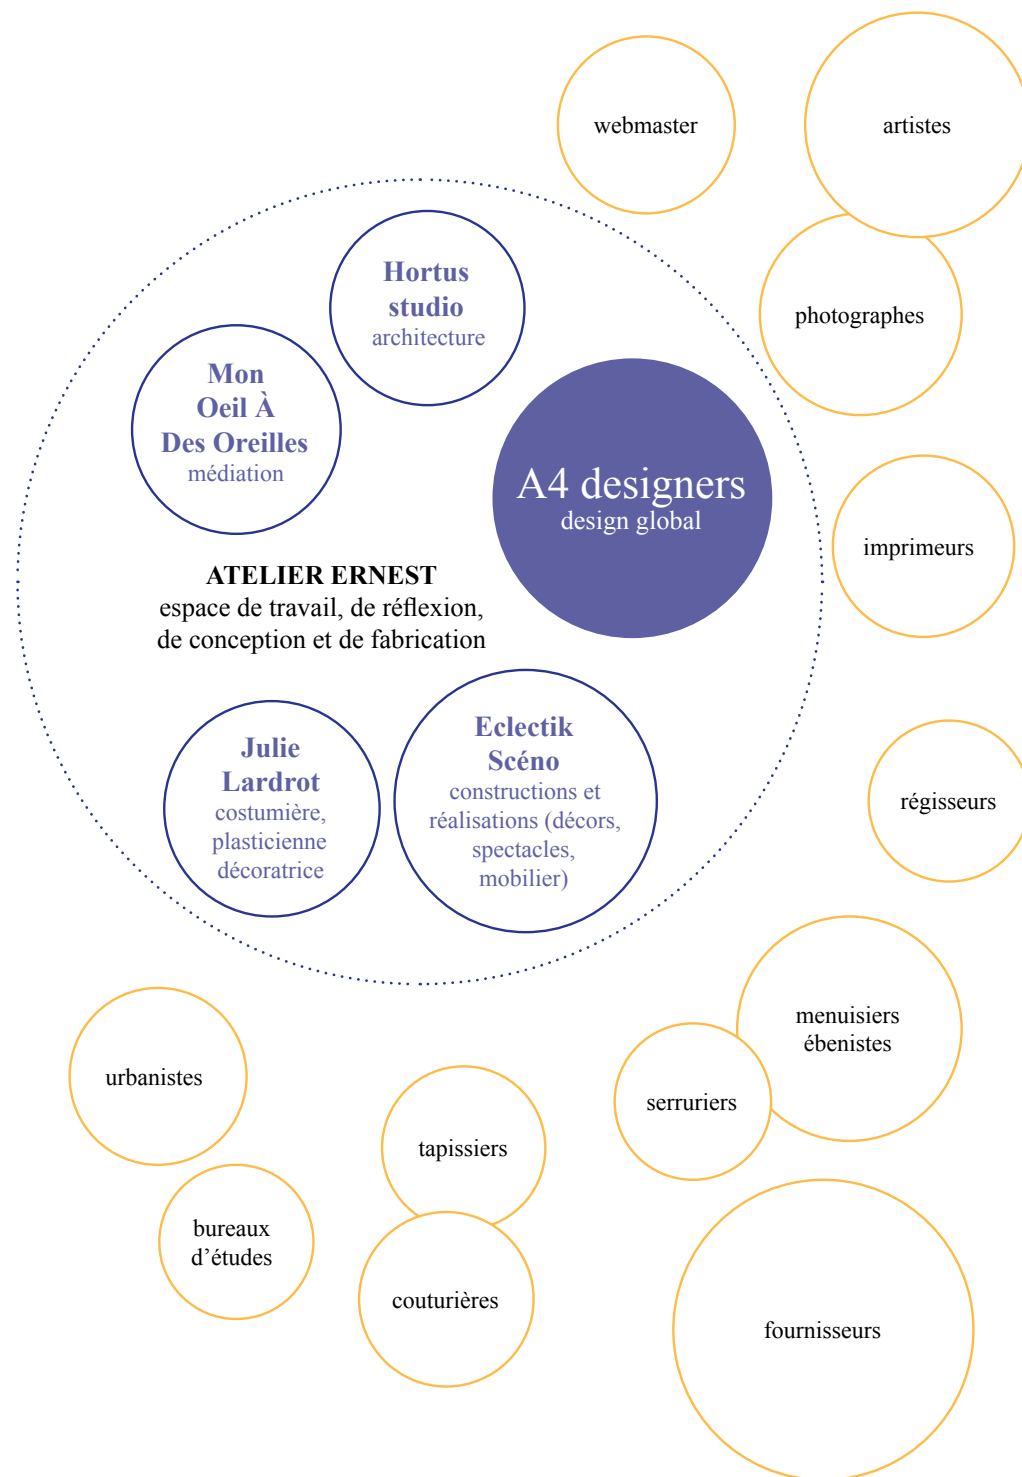 webmaster
artistes
Hortus
studio
architecture
photographes
Mon
Oeil À
Des Oreilles
médiation
A4 designers
design global
imprimeurs
ATELIER ERNEST
espace de travail, de réflexion,
de conception et de fabrication
Julie
Lardrot
costumière,
plasticienne
décoratrice
Eclectik
Scéno
constructions et
réalisations (décors,
spectacles,
mobilier)
régisseurs
menuisiers
ébenistes
urbanistes
serruriers
tapissiers
bureaux
d’études
couturières
fournisseurs